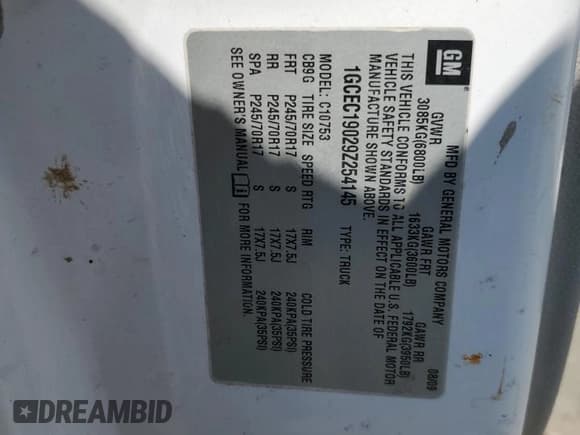 GM
MFD BY GENERAL MOTORS COMPANY
08/09
GVWR GAWR FRT GAWR RR
3085KG(6800LB) 1633KG(3600LB) 1792KG(3950LB)
THIS VEHICLE CONFORMS TO ALL APPLICABLE U.S. FEDERAL MOTOR
VEHICLE SAFETY STANDARDS IN EFFECT ON THE DATE OF
MANUFACTURE SHOWN ABOVE.
1GCEC19029Z254145 TYPE: TRUCK
MODEL: C10753
CB9G TIRE SIZE SPEED RTG RIM COLD TIRE PRESSURE
FRT P245/70R17 S 17X7.5J 240KPA(35PSI)
RR P245/70R17 S 17X7.5J 240KPA(35PSI)
SPA P245/70R17 S 17X7.5J 240KPA(35PSI)
SEE OWNER'S MANUAL FOR MORE INFORMATION.
DREAMBID